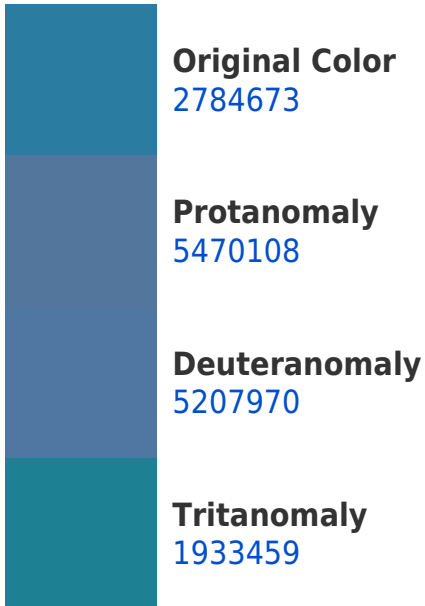 Original Color
2784673
Protanomaly
5470108
Deuteranomaly
5207970
Tritanomaly
1933459